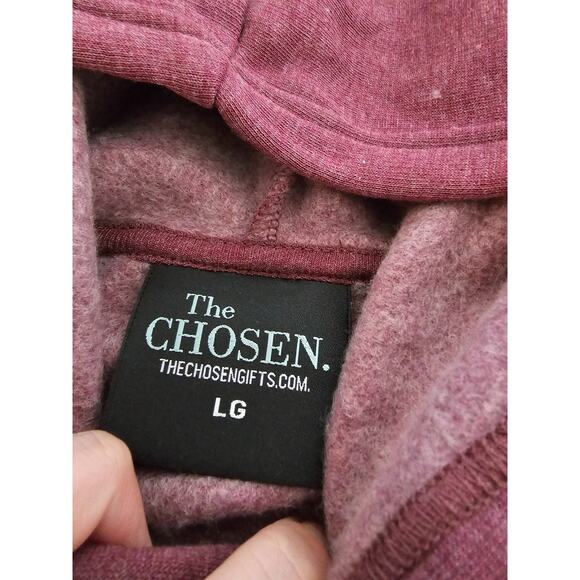 The
CHOSEN.
THECHOSENGIFTS.COM.
LG